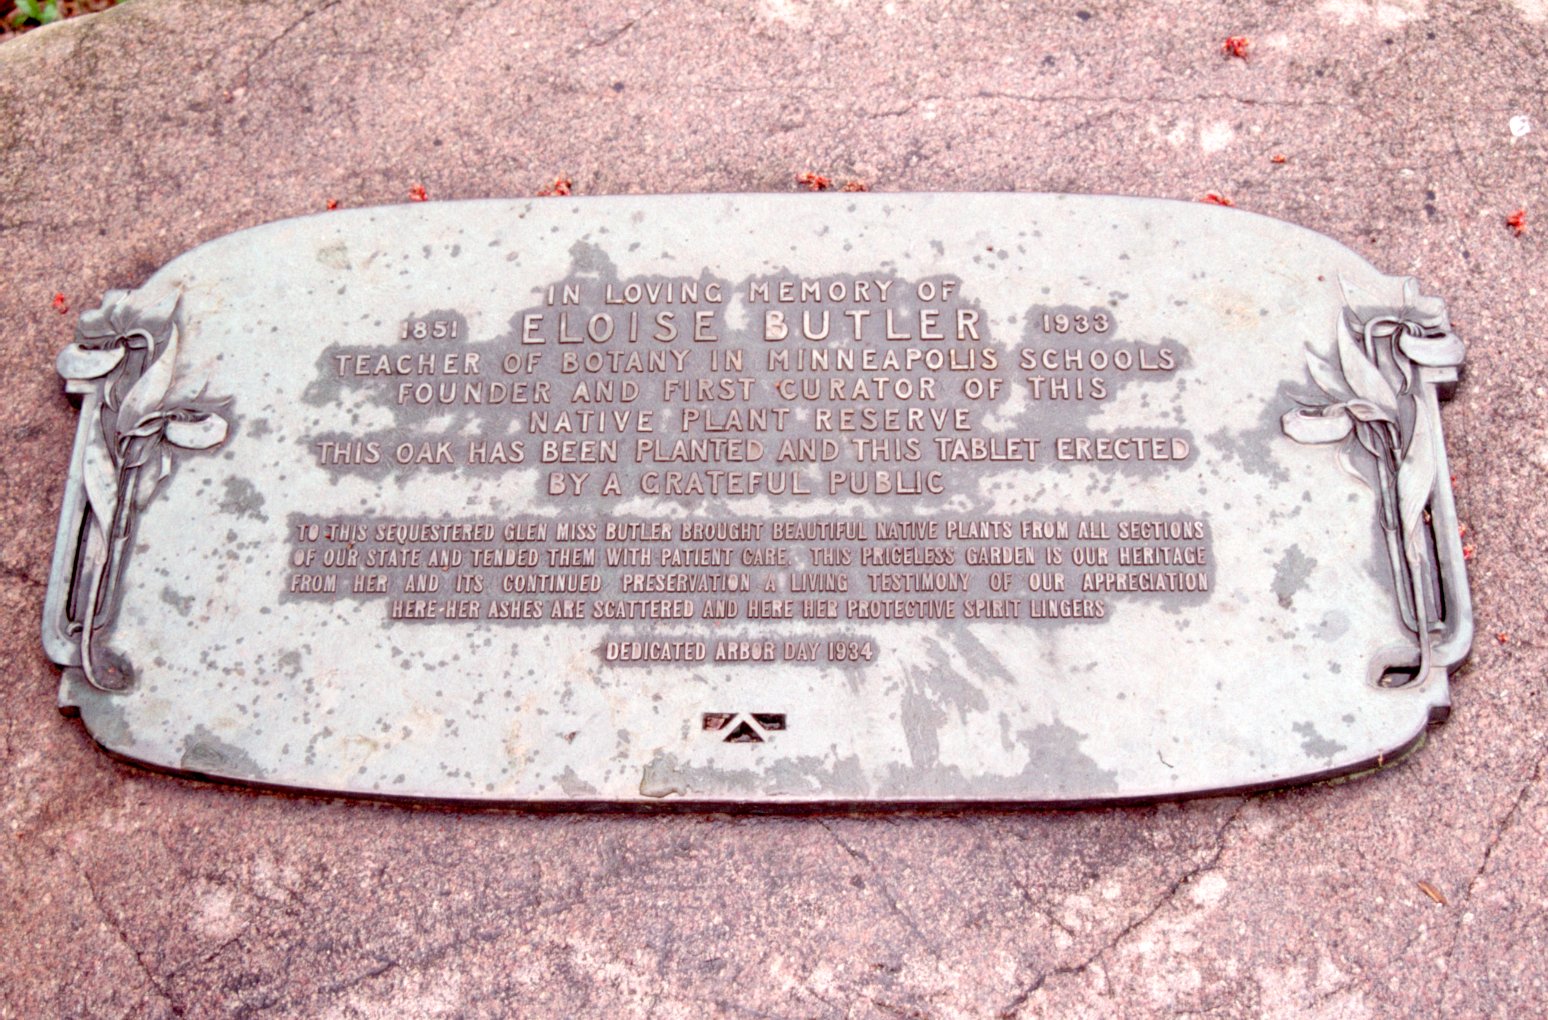 IN LOVING MEMORY OF
1851 ELOISE BUTLER 1933
TEACHER OF BOTANY IN MINNEAPOLIS SCHOOLS
FOUNDER AND FIRST CURATOR OF THIS
NATIVE PLANT RESERVE
THIS OAK HAS BEEN PLANTED AND THIS TABLET ERECTED
BY A GRATEFUL PUBLIC
TO THIS SEQUESTERED GLEN MISS BUTLER BROUGHT BEAUTIFUL NATIVE PLANTS FROM ALL SECTIONS
OF OUR STATE AND TENDED THEM WITH PATIENT CARE. THIS PRICELESS GARDEN IS OUR HERITAGE
FROM HER AND ITS CONTINUED PRESERVATION A LIVING TESTIMONY OF OUR APPRECIATION
HERE HER ASHES ARE SCATTERED AND HERE HER PROTECTIVE SPIRIT LINGERS
DEDICATED ARBOR DAY 1934